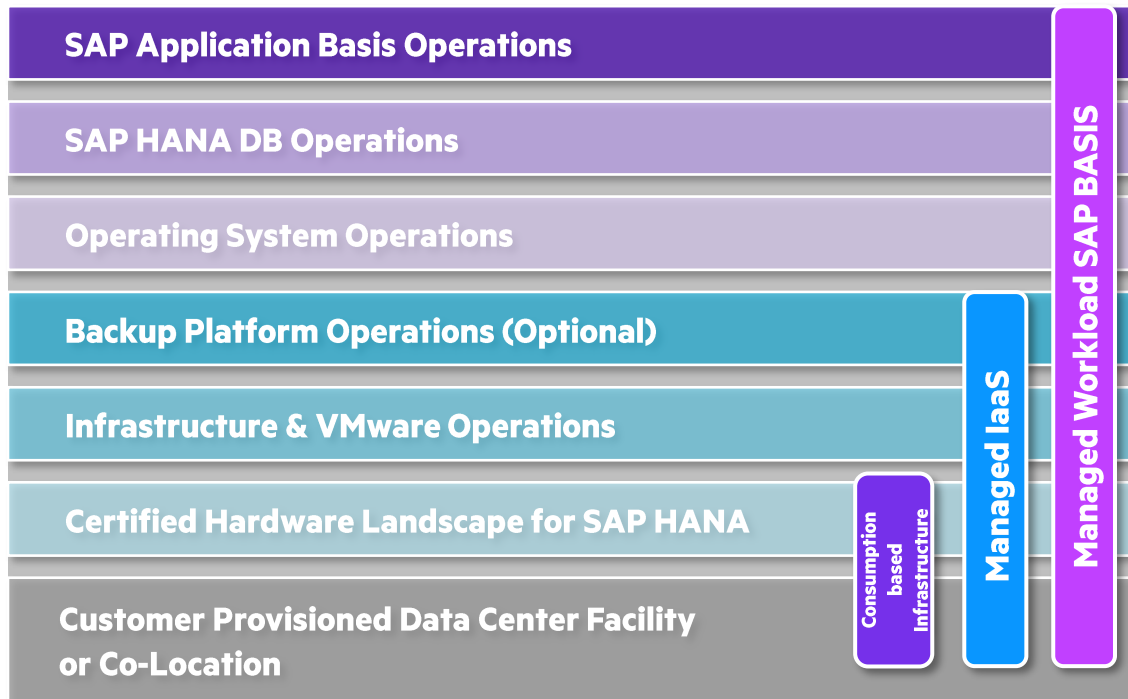 SAP Application Basis Operations
SAP HANA DB Operations
Operating System Operations
Backup Platform Operations (Optional)
Infrastructure & VMware Operations
Certified Hardware Landscape for SAP HANA
Customer Provisioned Data Center Facility
or Co-Location
Consumption
based
Infrastructure
Managed IaaS
Managed Workload SAP BASIS